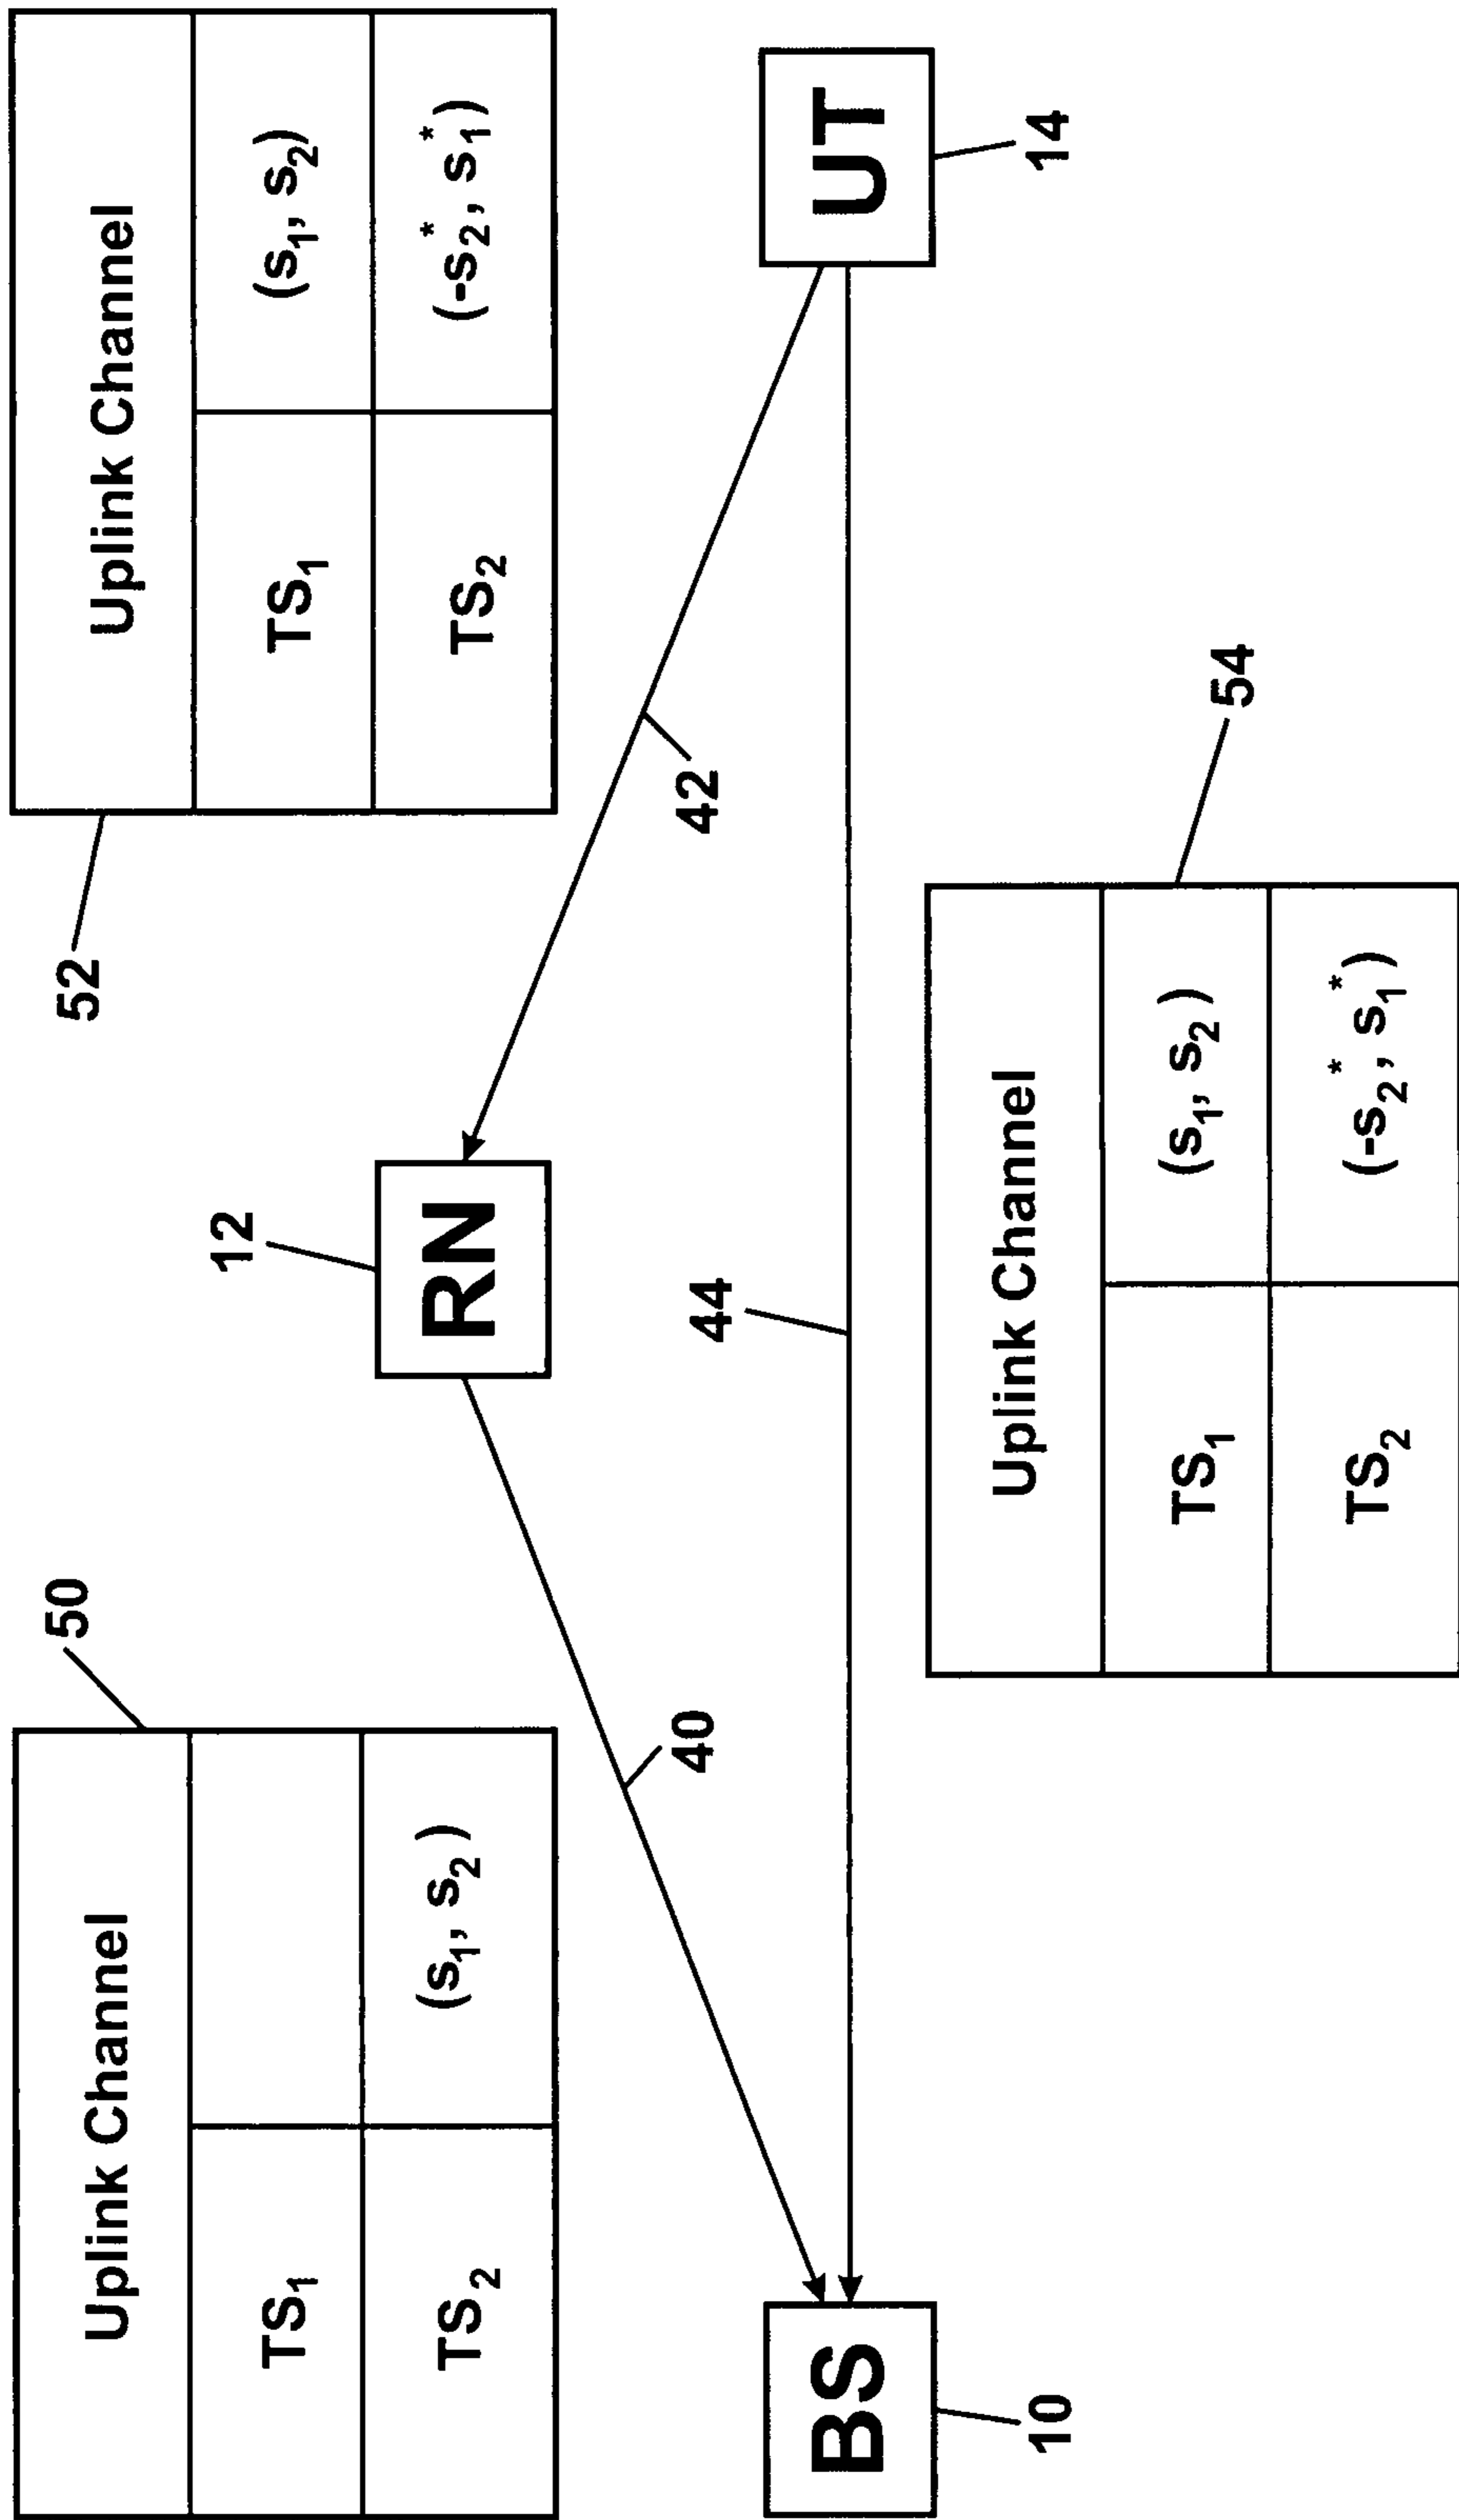 50
Uplink Channel
TS₁
TS₂ (s₁, s₂)
52
Uplink Channel
TS₁ (s₁, s₂)
TS₂ (-s₂*, s₁*)
12
RN
40
42
44
BS
10
UT
14
54
Uplink Channel
TS₁ (s₁, s₂)
TS₂ (-s₂*, s₁*)